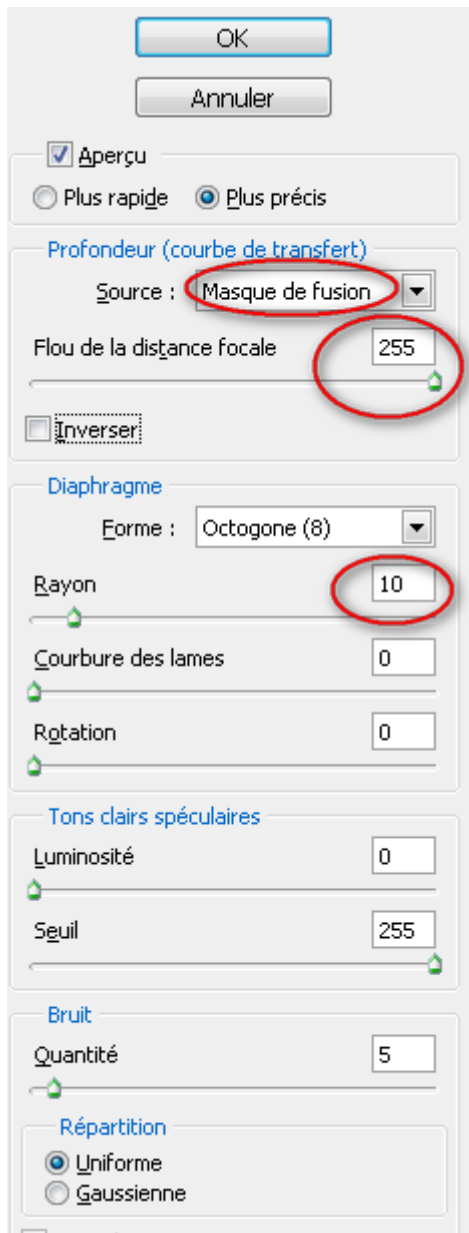 OK
Annuler
Aperçu
Plus rapide Plus précis
Profondeur (courbe de transfert)
Source : Masque de fusion
Flou de la distance focale 255
Inverser
Diaphragme
Forme : Octogone (8)
Rayon 10
Courbure des lames 0
Rotation 0
Tons clairs spéculaires
Luminosité 0
Seuil 255
Bruit
Quantité 5
Répartition
Uniforme
Gaussienne